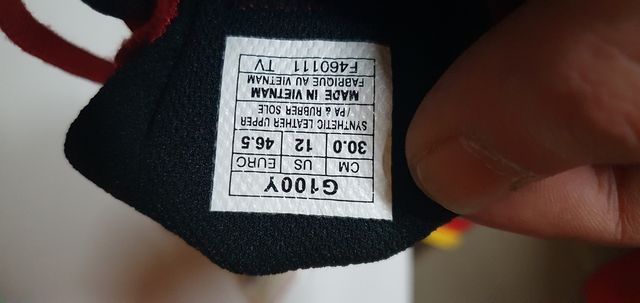 G100Y
CM US EURO
30.0 12 46.5
SYNTHETIC LEATHER UPPER
/PA & RUBBER SOLE
MADE IN VIETNAM
FABRIQUE AU VIETNAM
F460111 TV